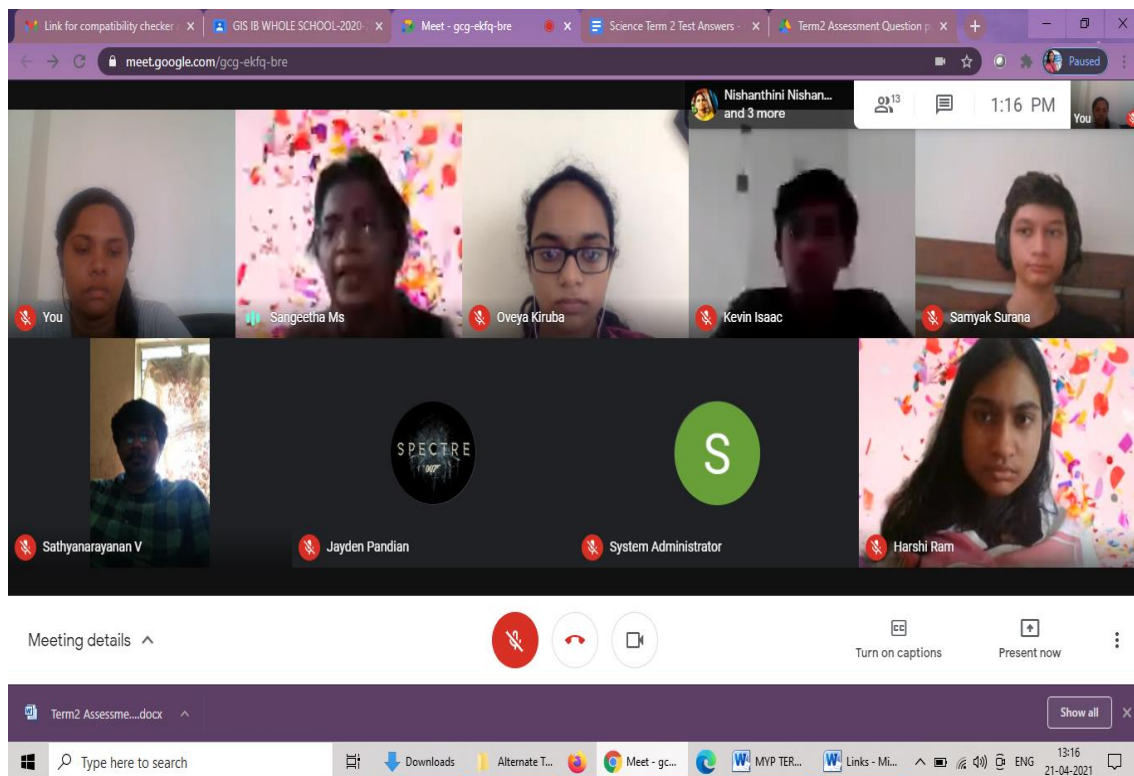 Link for compatibility checker
GIS IB WHOLE SCHOOL-2020-
Meet - gcg-ekfq-bre
Science Term 2 Test Answers -
Term2 Assessment Question p
meet.google.com/gcg-ekfq-bre
Paused
Nishanthini Nishan...
and 3 more
13
1:16 PM
You
You
Sangeetha Ms
Oveya Kiruba
Kevin Isaac
Samyak Surana
SPECTRE
007
S
Sathyanarayanan V
Jayden Pandian
System Administrator
Harshi Ram
Meeting details
CC
Turn on captions
Present now
Term2 Assessme....docx
Show all
Type here to search
Downloads
Alternate T...
Meet - gc...
MYP TER...
Links - Mi...
ENG
13:16
21-04-2021